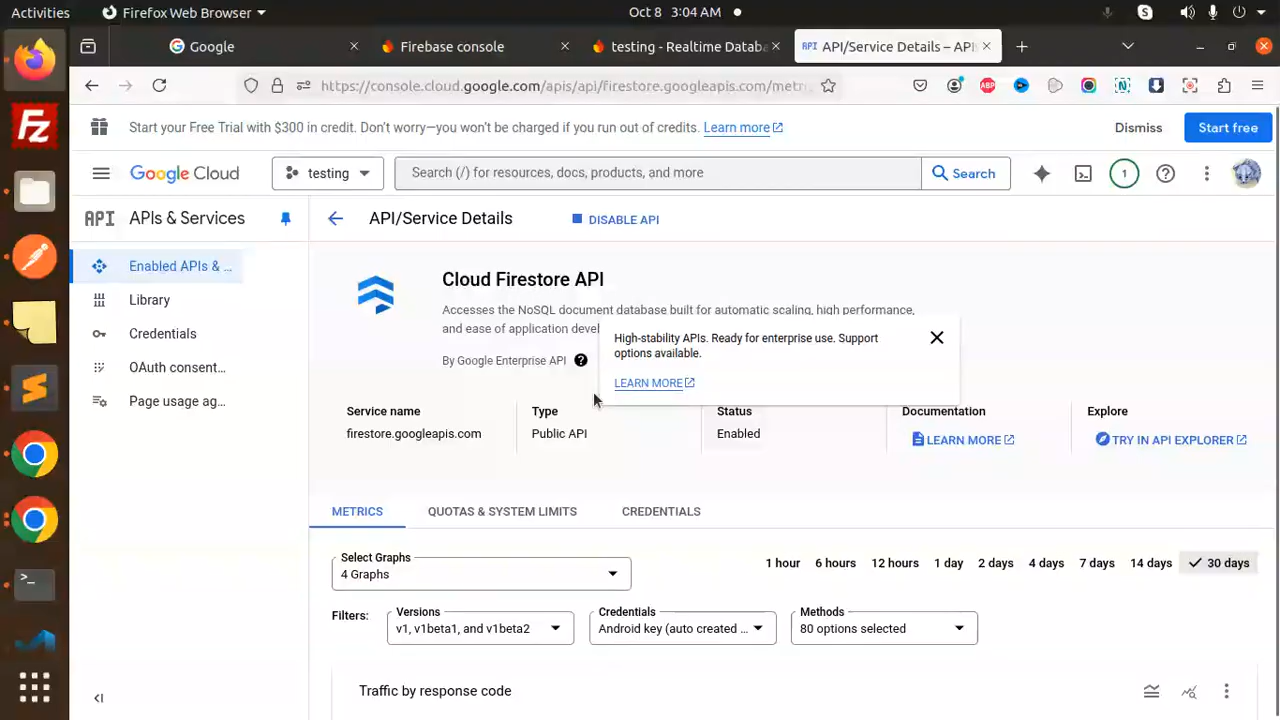 Activities
Firefox Web Browser
Oct 8 3:04 AM
Google
Firebase console
testing - Realtime Databa
API API/Service Details – API
https://console.cloud.google.com/apis/api/firestore.googleapis.com/metr
ABP
Start your Free Trial with $300 in credit. Don't worry—you won't be charged if you run out of credits. Learn more
Dismiss
Start free
Google Cloud
testing
Search (/) for resources, docs, products, and more
Search
1
API APIs & Services
API/Service Details
DISABLE API
Enabled APIs & ...
Library
Credentials
OAuth consent...
Page usage ag...
Cloud Firestore API
Accesses the NoSQL document database built for automatic scaling, high performance,
and ease of application devel
By Google Enterprise API
High-stability APIs. Ready for enterprise use. Support
options available.
LEARN MORE
Service name
firestore.googleapis.com
Type
Public API
Status
Enabled
Documentation
LEARN MORE
Explore
TRY IN API EXPLORER
METRICS
QUOTAS & SYSTEM LIMITS
CREDENTIALS
Select Graphs
4 Graphs
1 hour
6 hours
12 hours
1 day
2 days
4 days
7 days
14 days
30 days
Filters:
Versions
v1, v1beta1, and v1beta2
Credentials
Android key (auto created ...
Methods
80 options selected
Traffic by response code